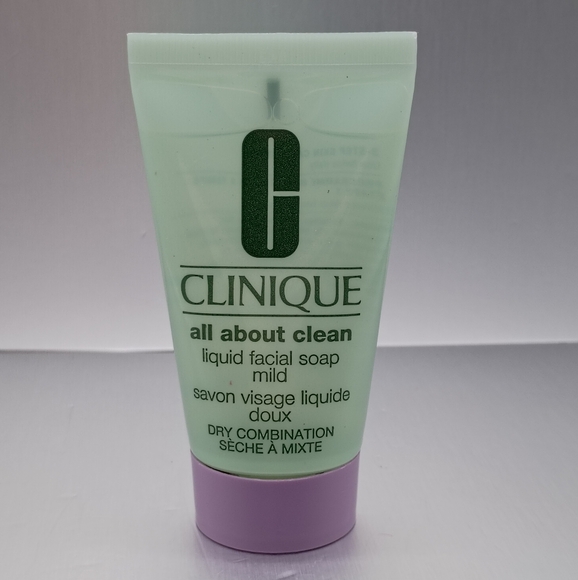 C
CLINIQUE
all about clean
liquid facial soap
mild
savon visage liquide
doux
DRY COMBINATION
SÈCHE À MIXTE